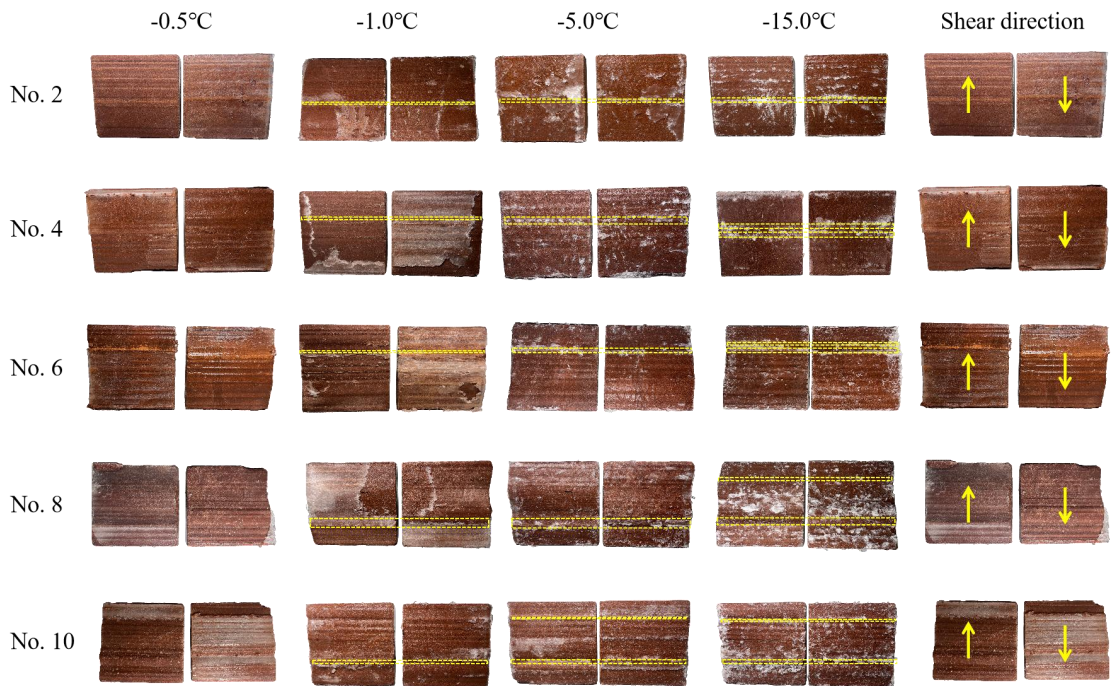 -0.5℃ -1.0℃ -5.0℃ -15.0℃ Shear direction
No. 2
No. 4
No. 6
No. 8
No. 10